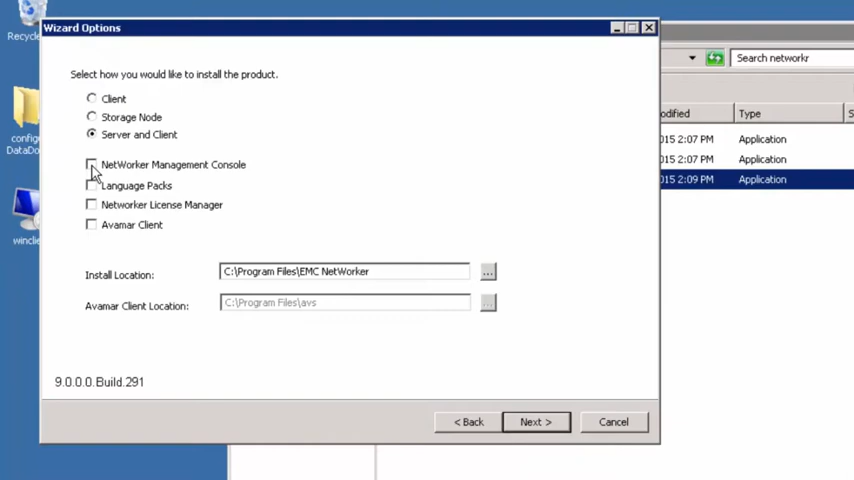 Recycl
Wizard Options
Search networkr
Select how you would like to install the product.
Client
odified
Type
Storage Node
config
DataDo
Server and Client
015 2:07 PM
Application
NetWorker Management Console
015 2:07 PM
Application
Language Packs
015 2:09 PM
Application
Networker License Manager
Avamar Client
winclie
Install Location:
C:\Program Files\EMC NetWorker
...
Avamar Client Location:
C:\Program Files\avs
...
9.0.0.0.Build.291
< Back
Next >
Cancel